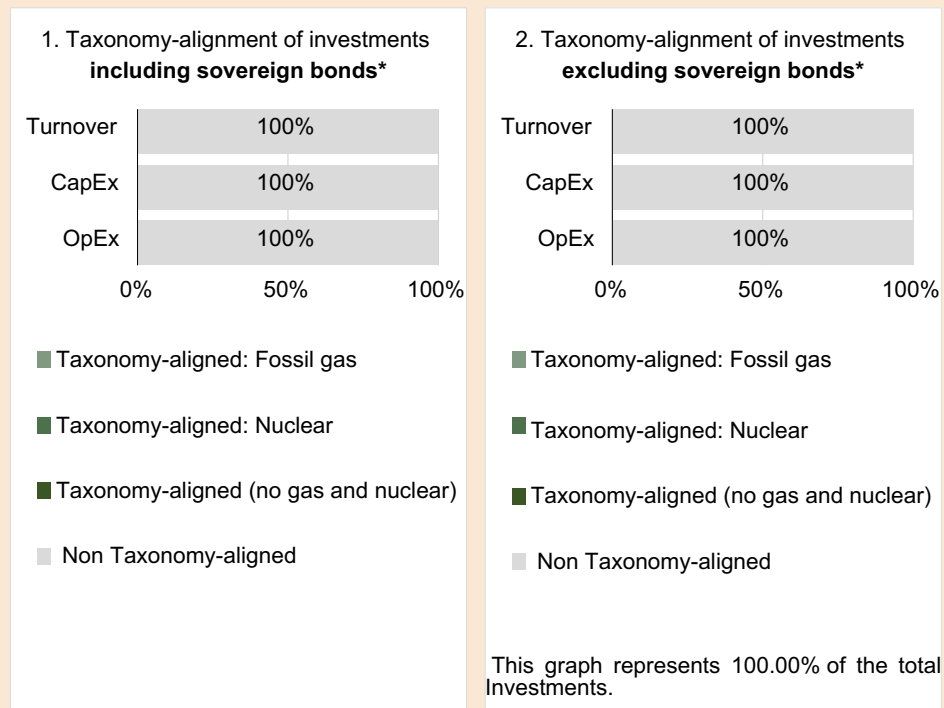 1. Taxonomy-alignment of investments
including sovereign bonds*
Turnover
100%
CapEx
100%
OpEx
100%
0%
50%
100%
Taxonomy-aligned: Fossil gas
Taxonomy-aligned: Nuclear
Taxonomy-aligned (no gas and nuclear)
Non Taxonomy-aligned
2. Taxonomy-alignment of investments
excluding sovereign bonds*
Turnover
100%
CapEx
100%
OpEx
100%
0%
50%
100%
Taxonomy-aligned: Fossil gas
Taxonomy-aligned: Nuclear
Taxonomy-aligned (no gas and nuclear)
Non Taxonomy-aligned
This graph represents 100.00% of the total
Investments.